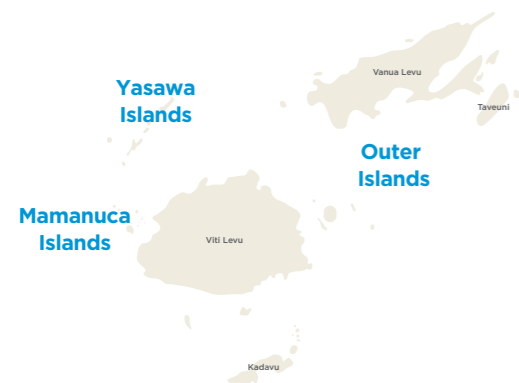 Vanua Levu
Yasawa
Islands
Taveuni
Outer
Islands
Mamanuca
Islands
Viti Levu
Kadavu